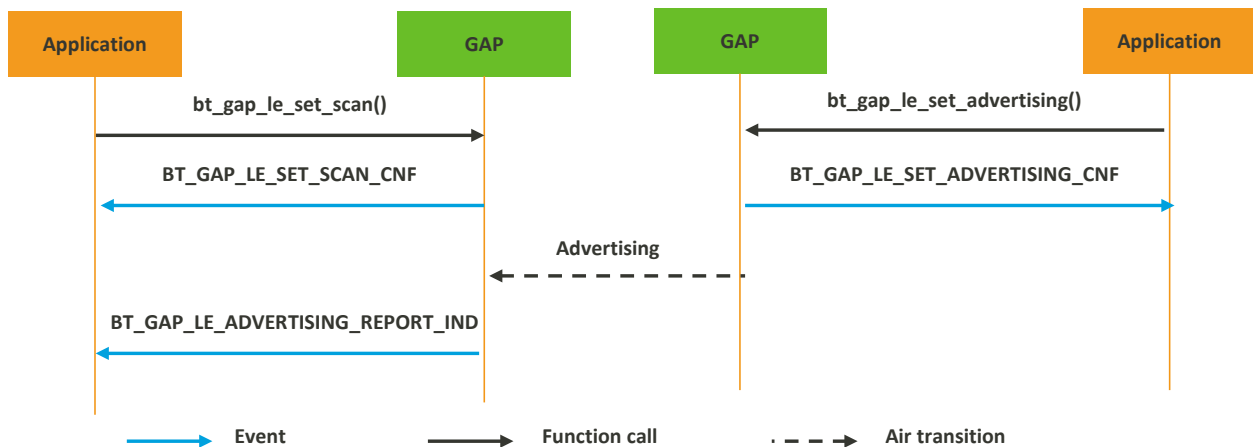 Application
GAP
GAP
Application
bt_gap_le_set_scan()
bt_gap_le_set_advertising()
BT_GAP_LE_SET_SCAN_CNF
BT_GAP_LE_SET_ADVERTISING_CNF
Advertising
BT_GAP_LE_ADVERTISING_REPORT_IND
Event
Function call
Air transition